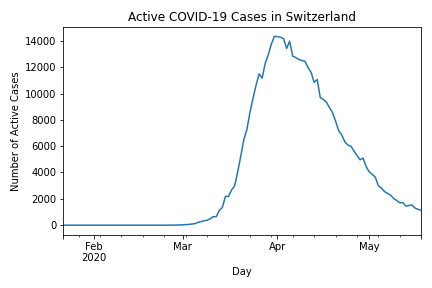 Active COVID-19 Cases in Switzerland
Number of Active Cases
14000
12000
10000
8000
6000
4000
2000
0
Feb Mar Apr May
2020
Day